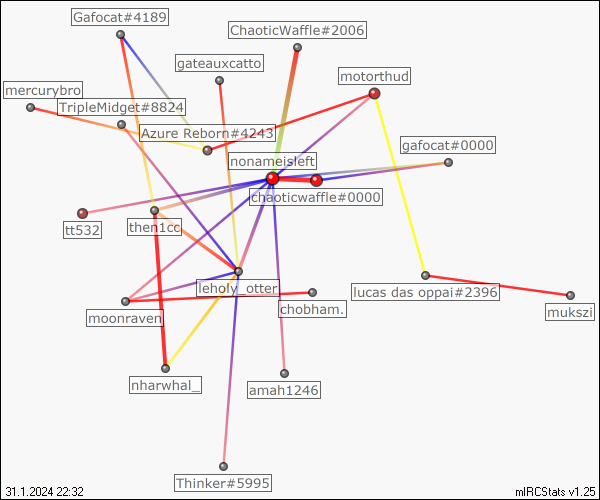 Gafocat#4189
ChaoticWaffle#2006
gateauxcatto
motorthud
mercurybro
TripleMidget#8824
Azure Reborn#4243
gafocat#0000
nonameisleft
chaoticwaffle#0000
tt532
then1cc
leholy_otter
lucas das oppai#2396
moonraven
chobham.
mukszi
nharwhal_
amah1246
Thinker#5995
31.1.2024 22:32
mIRCStats v1.25